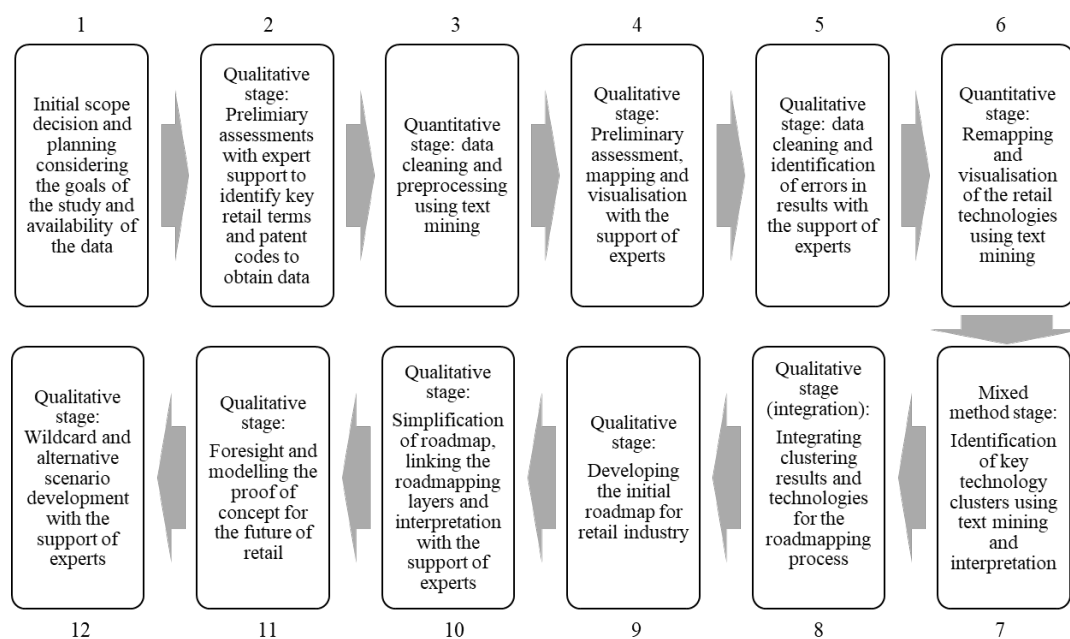 1
2
3
4
5
6
Initial scope
decision and
planning
considering
the goals of
the study and
availability of
the data
Qualitative
stage:
Prelimiary
assessments
with expert
support to
identify key
retail terms
and patent
codes to
obtain data
Quantitative
stage: data
cleaning and
preprocessing
using text
mining
Qualitative
stage:
Preliminary
assessment,
mapping and
visualisation
with the
support of
experts
Qualitative
stage: data
cleaning and
identification
of errors in
results with
the support of
experts
Quantitative
stage:
Remapping
and
visualisation
of the retail
technologies
using text
mining
Mixed
method stage:
Identification
of key
technology
clusters using
text mining
and
interpretation
7
Qualitative
stage
(integration):
Integrating
clustering
results and
technologies
for the
roadmapping
process
8
Qualitative
stage:
Developing
the initial
roadmap for
retail industry
9
Qualitative
stage:
Simplification
of roadmap,
linking the
roadmapping
layers and
interpretation
with the
support of
experts
10
Qualitative
stage:
Foresight and
modelling the
proof of
concept for
the future of
retail
11
Qualitative
stage:
Wildcard and
alternative
scenario
development
with the
support of
experts
12